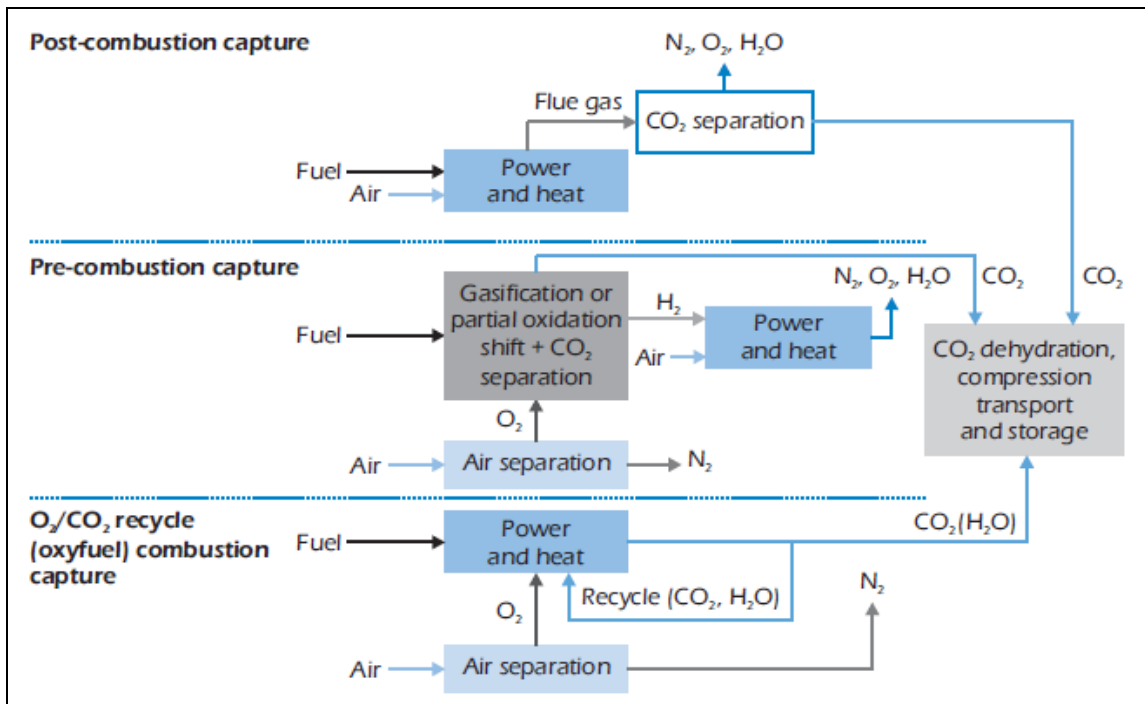 Post-combustion capture
N₂, O₂, H₂O
Flue gas
CO₂ separation
Fuel
Air
Power
and heat
CO₂
Pre-combustion capture
Gasification or
partial oxidation
shift + CO₂
separation
Fuel
H₂
Air
Power
and heat
N₂, O₂, H₂O
CO₂
O₂
Air
Air separation
N₂
CO₂ dehydration,
compression
transport
and storage
O₂/CO₂ recycle
(oxyfuel) combustion
capture
Fuel
Power
and heat
CO₂(H₂O)
Recycle (CO₂, H₂O)
O₂
N₂
Air
Air separation